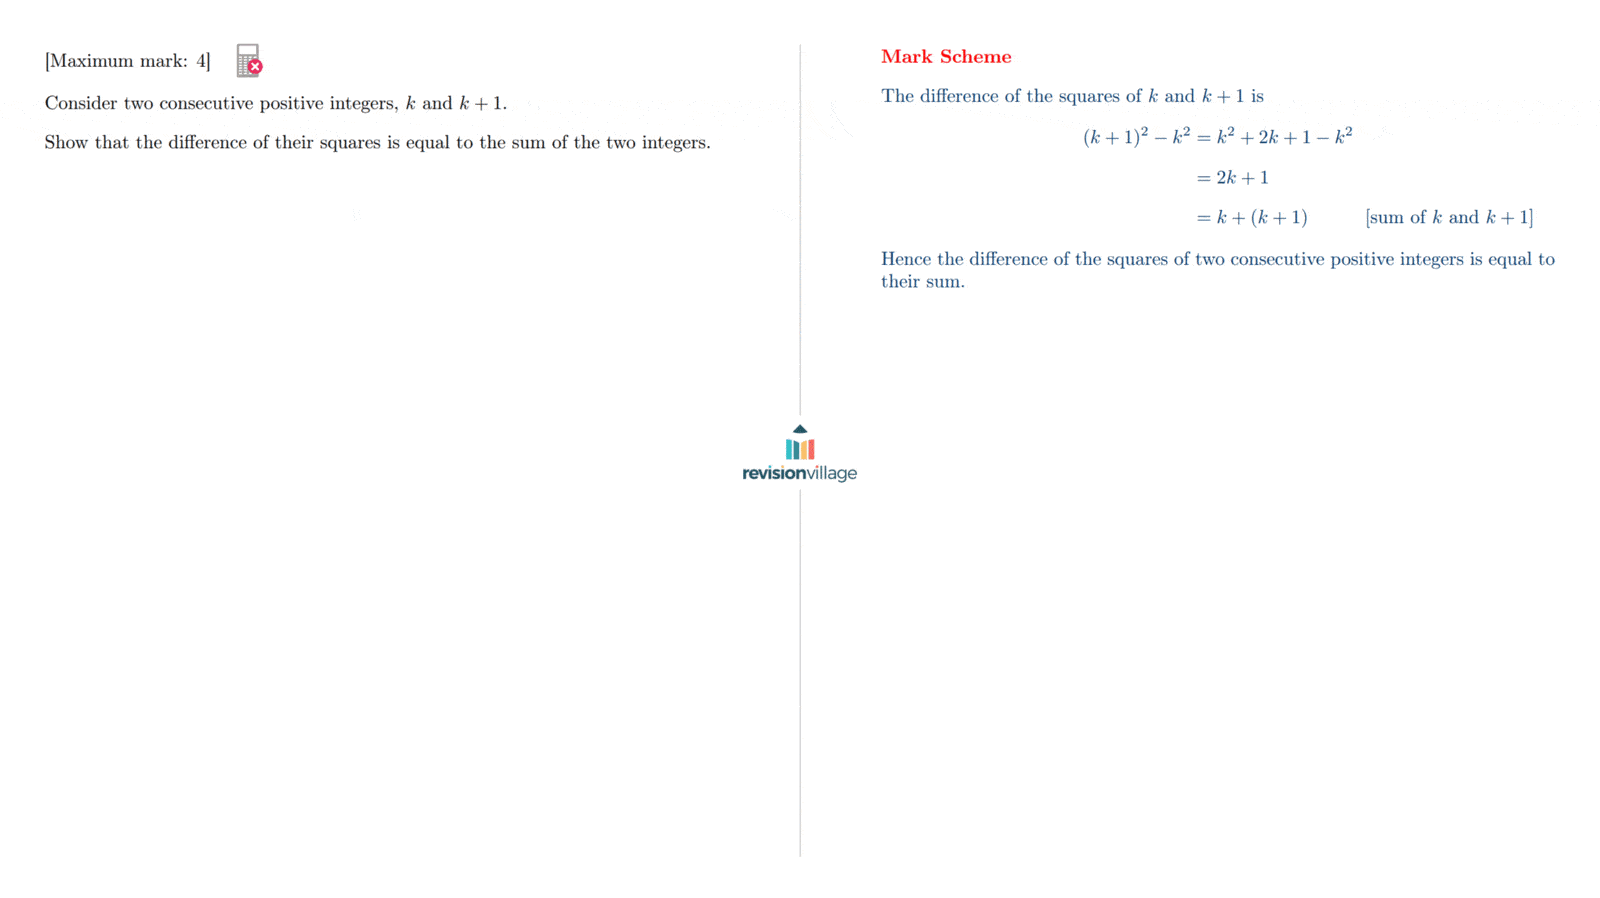 [Maximum mark: 4]
Consider two consecutive positive integers, k and k + 1.
Show that the difference of their squares is equal to the sum of the two integers.
Mark Scheme
The difference of the squares of k and k + 1 is
(k + 1)² − k² = k² + 2k + 1 − k²
= 2k + 1
= k + (k + 1) [sum of k and k + 1]
Hence the difference of the squares of two consecutive positive integers is equal to
their sum.
revisionvillage